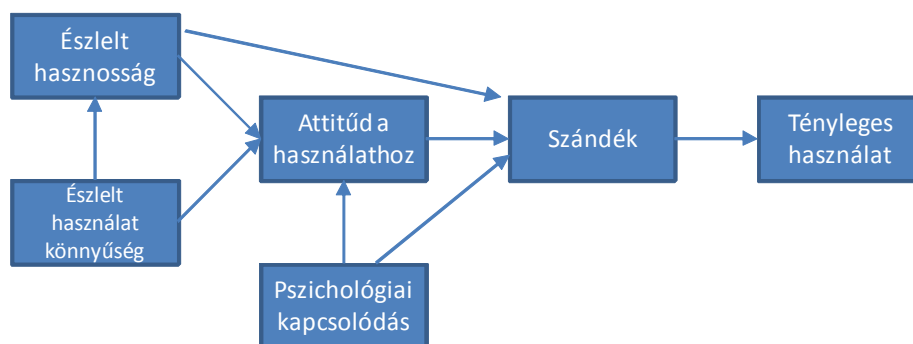 Észlelt
hasznosság
Attitűd a
használathoz
Szándék
Tényleges
használat
Észlelt
használat
könnyűség
Pszichológiai
kapcsolódás